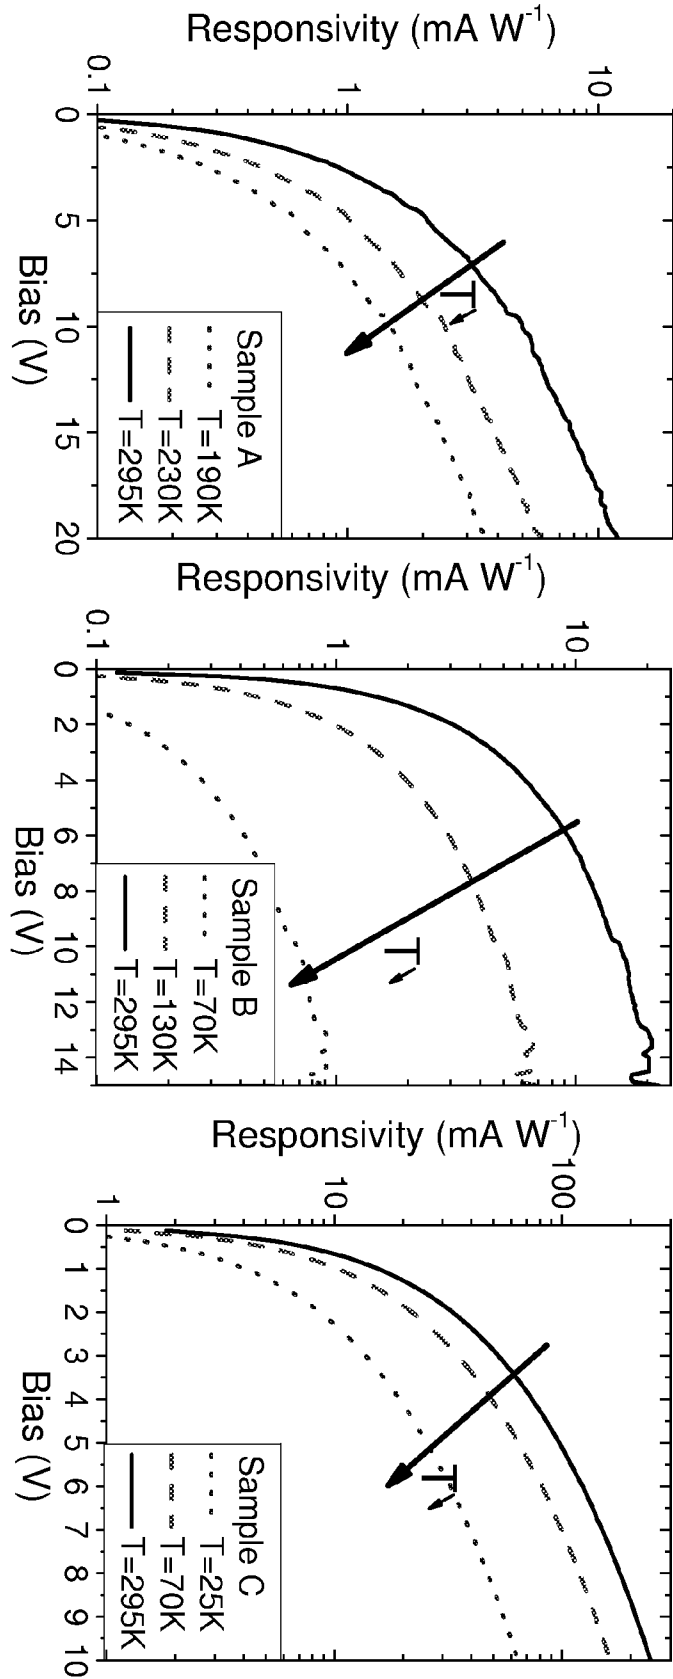 Responsivity (mA W⁻¹)
10
1
0.1
0 5 10 15 20
Bias (V)
T
Sample A
T=190K
T=230K
T=295K
Responsivity (mA W⁻¹)
10
1
0.1
0 2 4 6 8 10 12 14
Bias (V)
T
Sample B
T=70K
T=130K
T=295K
Responsivity (mA W⁻¹)
100
10
1
0 1 2 3 4 5 6 7 8 9 10
Bias (V)
T
Sample C
T=25K
T=70K
T=295K